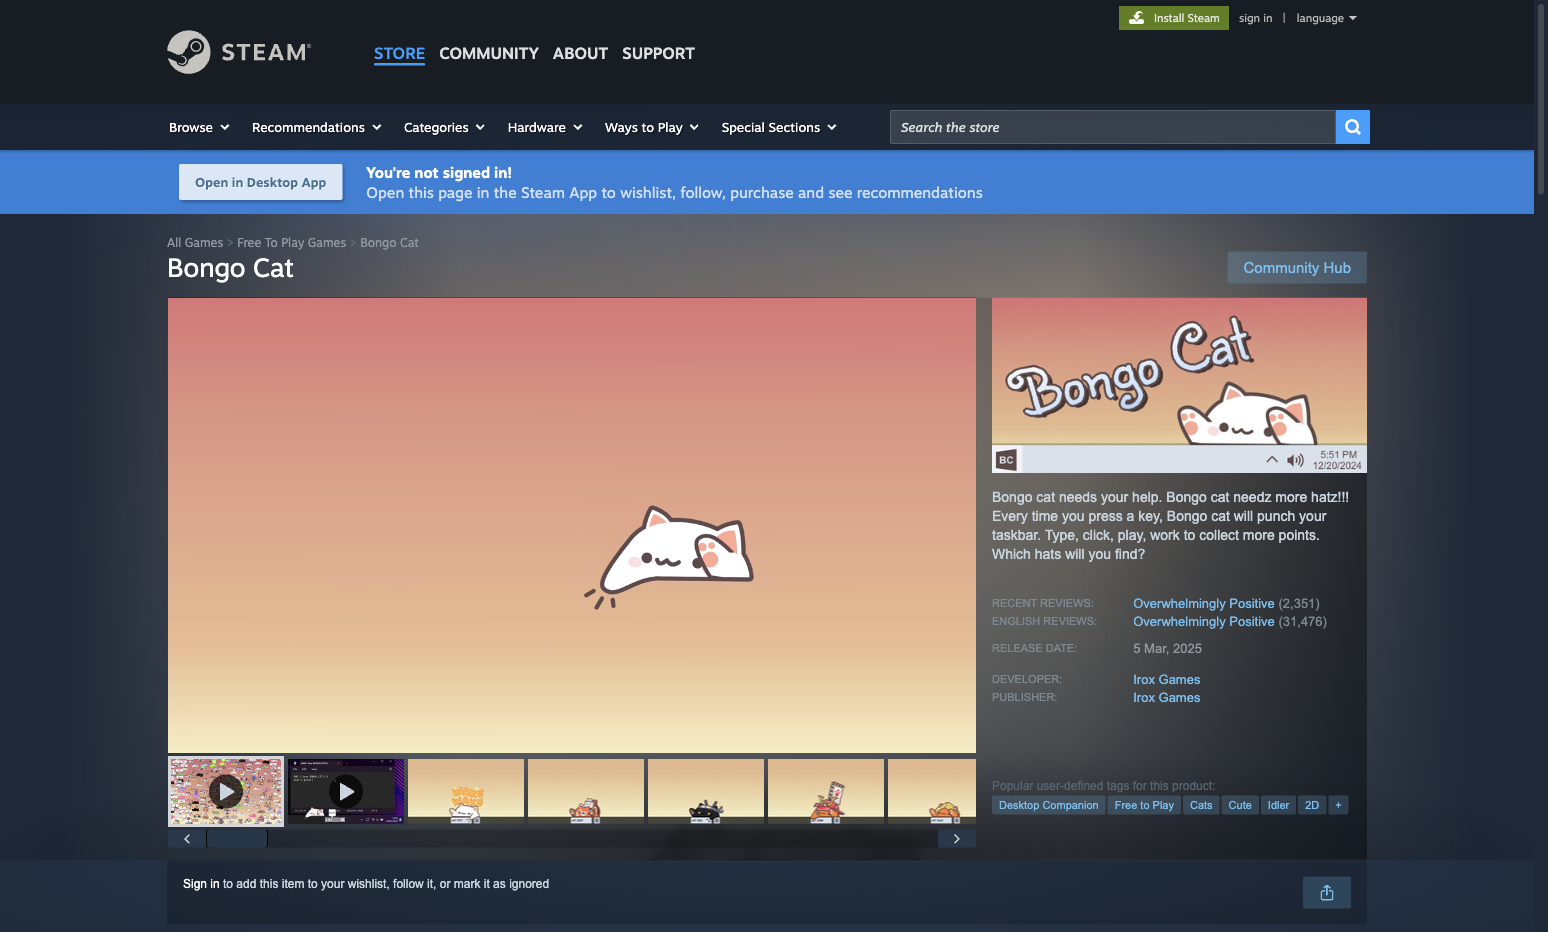 Install Steam
sign in | language
STEAM®
STORE COMMUNITY ABOUT SUPPORT
Browse Recommendations Categories Hardware Ways to Play Special Sections
Search the store
Open in Desktop App
You're not signed in!
Open this page in the Steam App to wishlist, follow, purchase and see recommendations
All Games > Free To Play Games > Bongo Cat
Bongo Cat
Community Hub
Bongo Cat
BC
5:51 PM
12/20/2024
Bongo cat needs your help. Bongo cat needz more hatz!!!
Every time you press a key, Bongo cat will punch your
taskbar. Type, click, play, work to collect more points.
Which hats will you find?
RECENT REVIEWS: Overwhelmingly Positive (2,351)
ENGLISH REVIEWS: Overwhelmingly Positive (31,476)
RELEASE DATE: 5 Mar, 2025
DEVELOPER: Irox Games
PUBLISHER: Irox Games
Popular user-defined tags for this product:
Desktop Companion Free to Play Cats Cute Idler 2D +
Sign in to add this item to your wishlist, follow it, or mark it as ignored